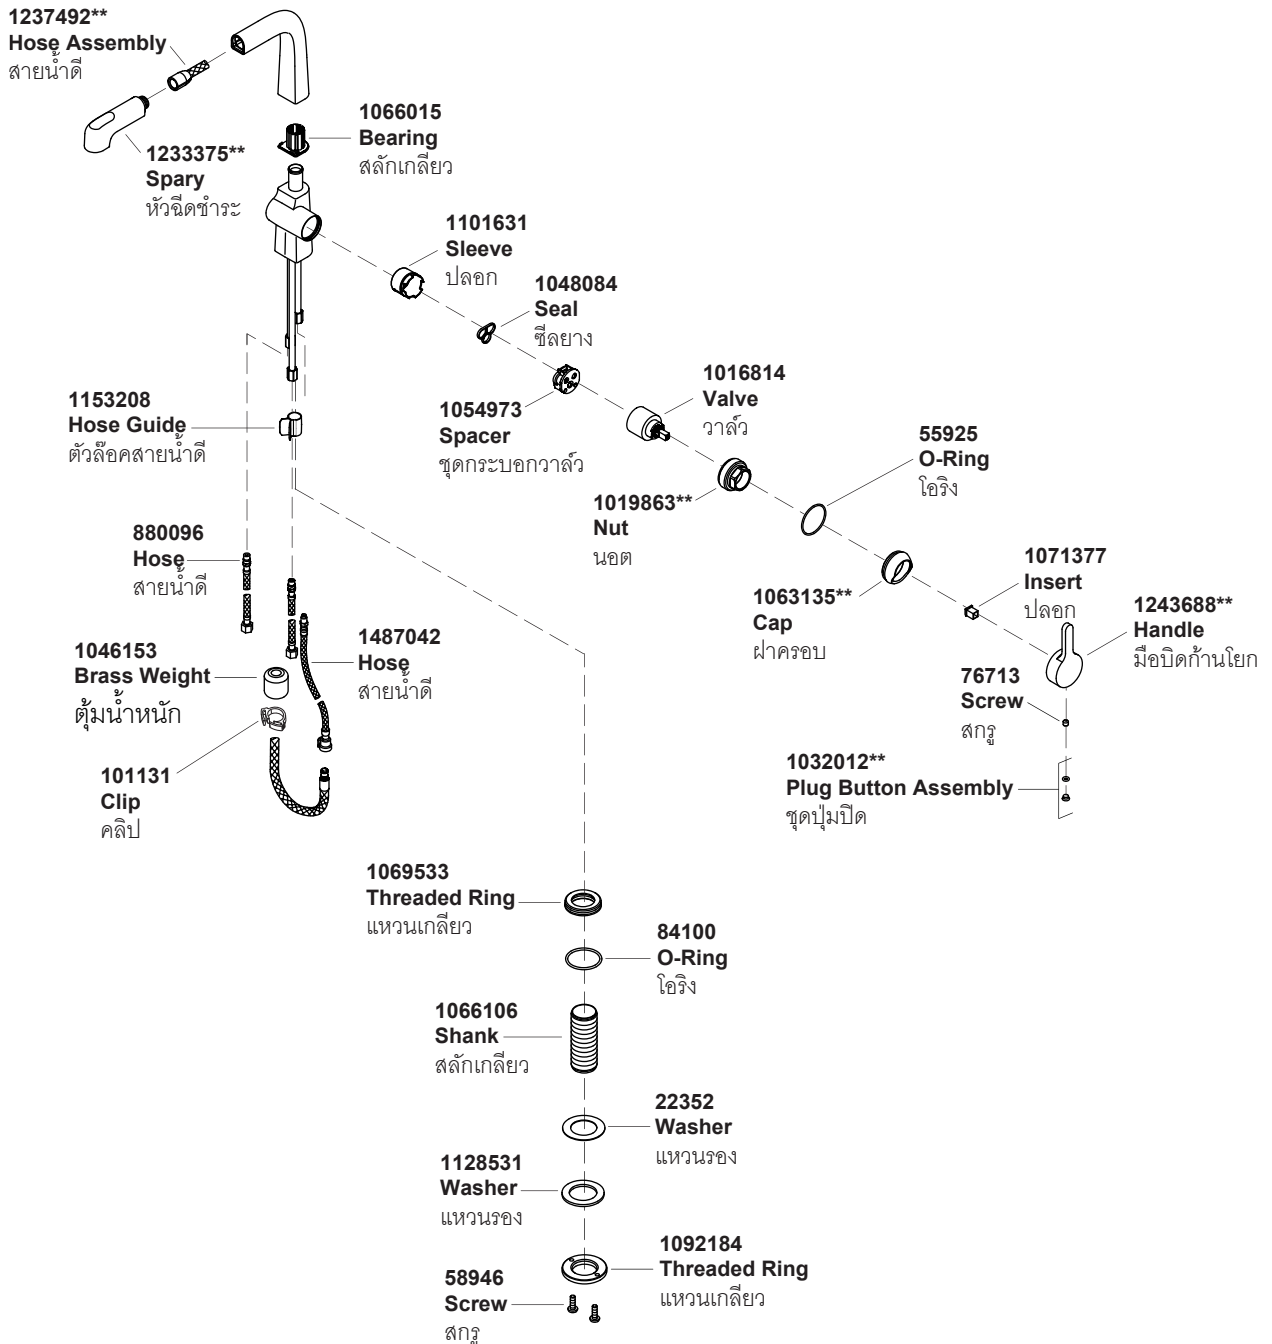 1237492**
Hose Assembly
สายน้ำดี
1233375**
Spary
หัวฉีดชำระ
1066015
Bearing
สลักเกลียว
1101631
Sleeve
ปลอก
1048084
Seal
ซีลยาง
1054973
Spacer
ชุดกระบอกวาล์ว
1016814
Valve
วาล์ว
1019863**
Nut
นอต
55925
O-Ring
โอริง
1063135**
Cap
ฝาครอบ
1071377
Insert
ปลอก
1243688**
Handle
มือบิดก้านโยก
76713
Screw
สกรู
1032012**
Plug Button Assembly
ชุดปุ่มปิด
1153208
Hose Guide
ตัวล๊อคสายน้ำดี
880096
Hose
สายน้ำดี
1046153
Brass Weight
ตุ้มน้ำหนัก
1487042
Hose
สายน้ำดี
101131
Clip
คลิป
1069533
Threaded Ring
แหวนเกลียว
84100
O-Ring
โอริง
1066106
Shank
สลักเกลียว
22352
Washer
แหวนรอง
1128531
Washer
แหวนรอง
1092184
Threaded Ring
แหวนเกลียว
58946
Screw
สกรู